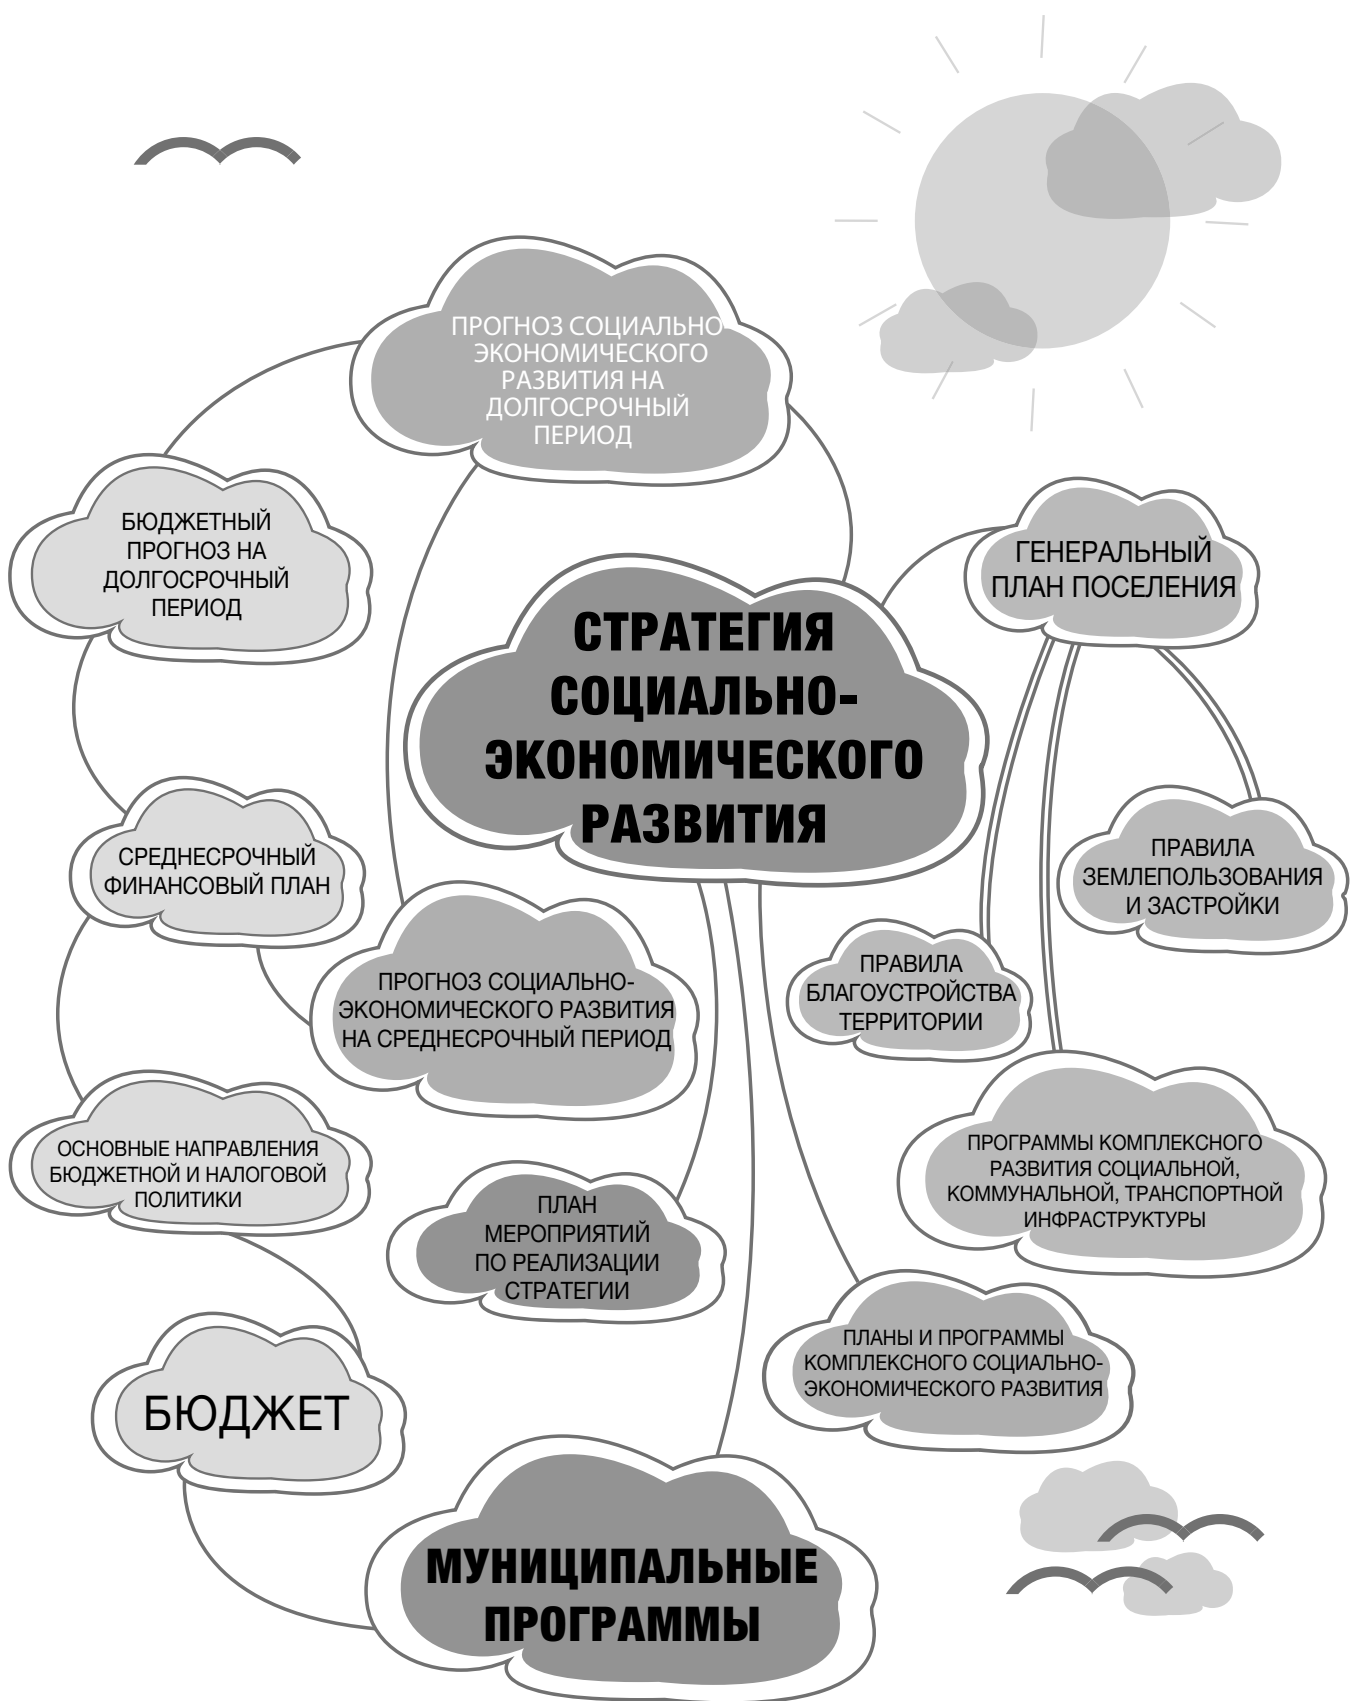 ПРОГНОЗ СОЦИАЛЬНО
ЭКОНОМИЧЕСКОГО
РАЗВИТИЯ НА
ДОЛГОСРОЧНЫЙ
ПЕРИОД
БЮДЖЕТНЫЙ
ПРОГНОЗ НА
ДОЛГОСРОЧНЫЙ
ПЕРИОД
ГЕНЕРАЛЬНЫЙ
ПЛАН ПОСЕЛЕНИЯ
СТРАТЕГИЯ
СОЦИАЛЬНО-
ЭКОНОМИЧЕСКОГО
РАЗВИТИЯ
СРЕДНЕСРОЧНЫЙ
ФИНАНСОВЫЙ ПЛАН
ПРАВИЛА
ЗЕМЛЕПОЛЬЗОВАНИЯ
И ЗАСТРОЙКИ
ПРОГНОЗ СОЦИАЛЬНО-
ЭКОНОМИЧЕСКОГО РАЗВИТИЯ
НА СРЕДНЕСРОЧНЫЙ ПЕРИОД
ПРАВИЛА
БЛАГОУСТРОЙСТВА
ТЕРРИТОРИИ
ОСНОВНЫЕ НАПРАВЛЕНИЯ
БЮДЖЕТНОЙ И НАЛОГОВОЙ
ПОЛИТИКИ
ПЛАН
МЕРОПРИЯТИЙ
ПО РЕАЛИЗАЦИИ
СТРАТЕГИИ
ПРОГРАММЫ КОМПЛЕКСНОГО
РАЗВИТИЯ СОЦИАЛЬНОЙ,
КОММУНАЛЬНОЙ, ТРАНСПОРТНОЙ
ИНФРАСТРУКТУРЫ
ПЛАНЫ И ПРОГРАММЫ
КОМПЛЕКСНОГО СОЦИАЛЬНО-
ЭКОНОМИЧЕСКОГО РАЗВИТИЯ
БЮДЖЕТ
МУНИЦИПАЛЬНЫЕ
ПРОГРАММЫ